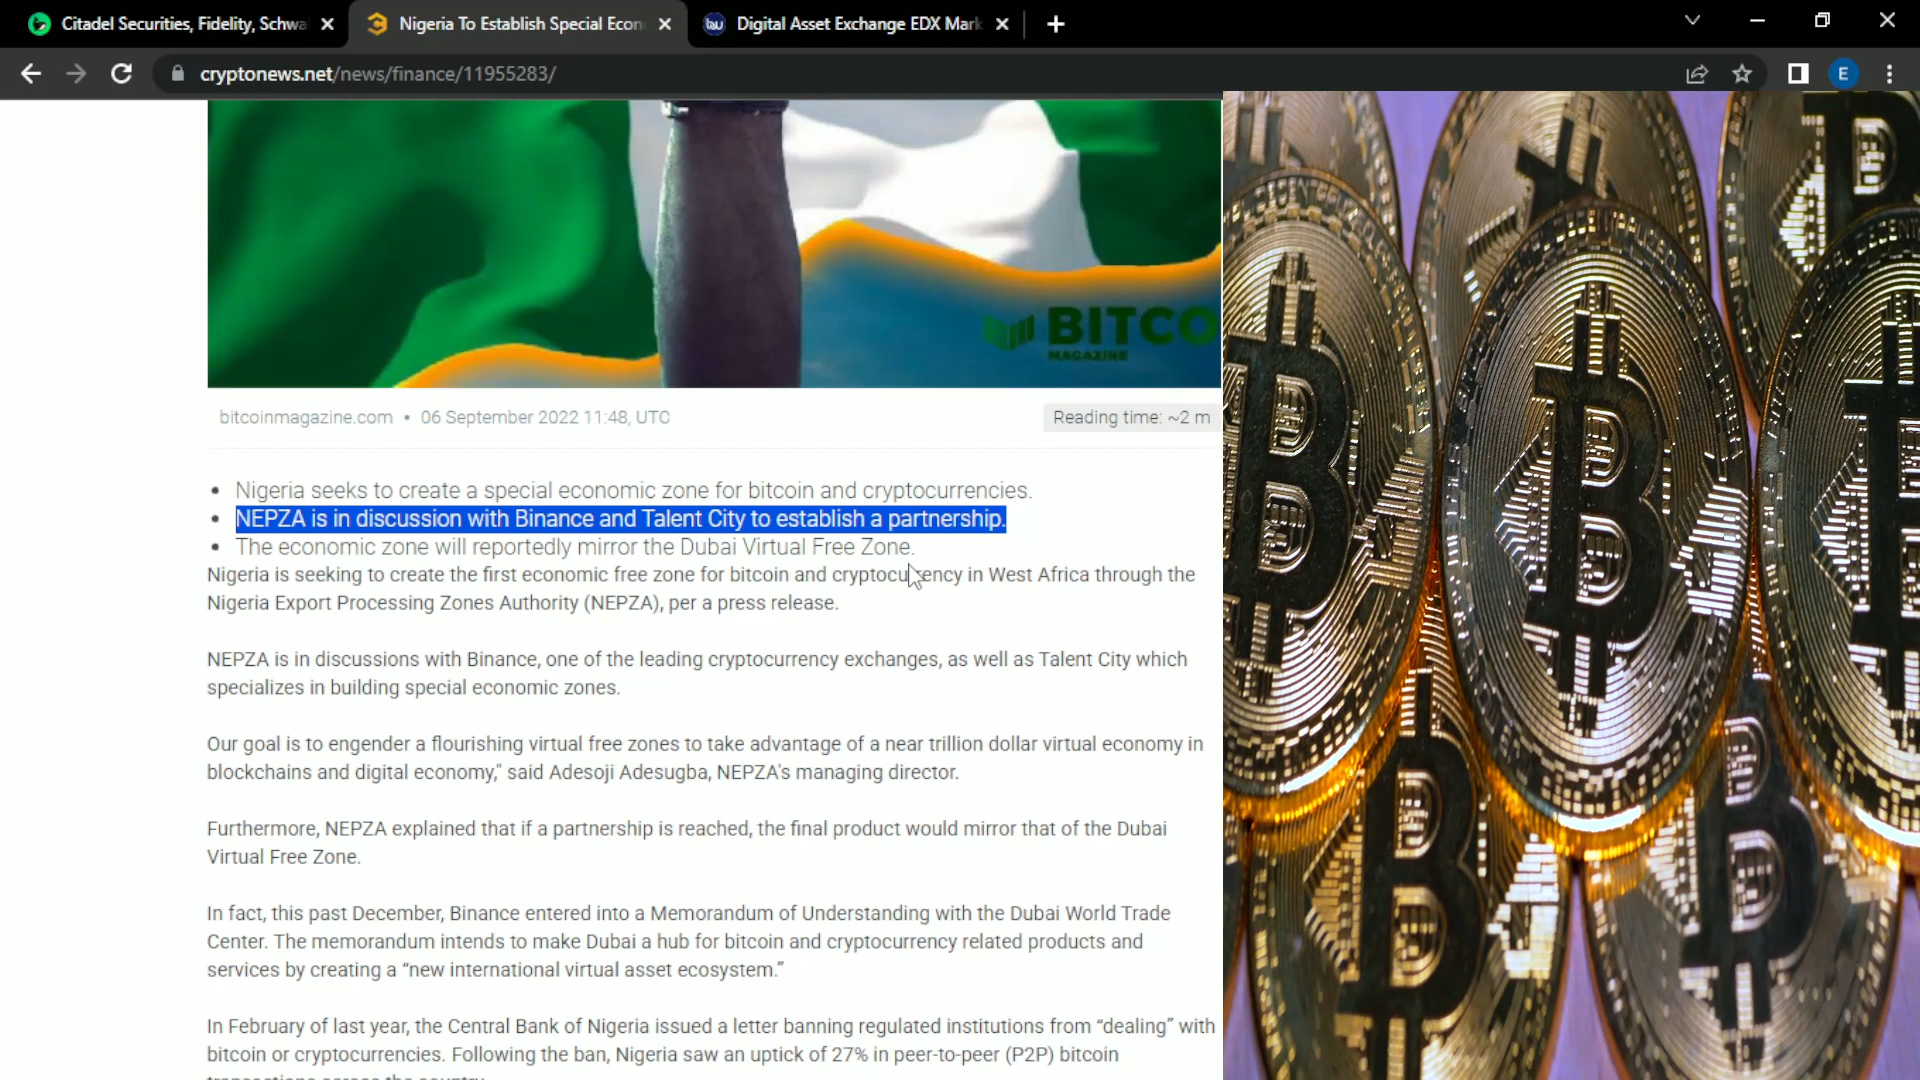 Citadel Securities, Fidelity, Schwa
Nigeria To Establish Special Econ
Digital Asset Exchange EDX Mark
cryptonews.net/news/finance/11955283/
E
BITCO
MAGAZINE
bitcoinmagazine.com • 06 September 2022 11:48, UTC
Reading time: ~2 m
• Nigeria seeks to create a special economic zone for bitcoin and cryptocurrencies.
• NEPZA is in discussion with Binance and Talent City to establish a partnership.
• The economic zone will reportedly mirror the Dubai Virtual Free Zone.
Nigeria is seeking to create the first economic free zone for bitcoin and cryptocurrency in West Africa through the
Nigeria Export Processing Zones Authority (NEPZA), per a press release.
NEPZA is in discussions with Binance, one of the leading cryptocurrency exchanges, as well as Talent City which
specializes in building special economic zones.
Our goal is to engender a flourishing virtual free zones to take advantage of a near trillion dollar virtual economy in
blockchains and digital economy," said Adesoji Adesugba, NEPZA's managing director.
Furthermore, NEPZA explained that if a partnership is reached, the final product would mirror that of the Dubai
Virtual Free Zone.
In fact, this past December, Binance entered into a Memorandum of Understanding with the Dubai World Trade
Center. The memorandum intends to make Dubai a hub for bitcoin and cryptocurrency related products and
services by creating a “new international virtual asset ecosystem.”
In February of last year, the Central Bank of Nigeria issued a letter banning regulated institutions from “dealing” with
bitcoin or cryptocurrencies. Following the ban, Nigeria saw an uptick of 27% in peer-to-peer (P2P) bitcoin